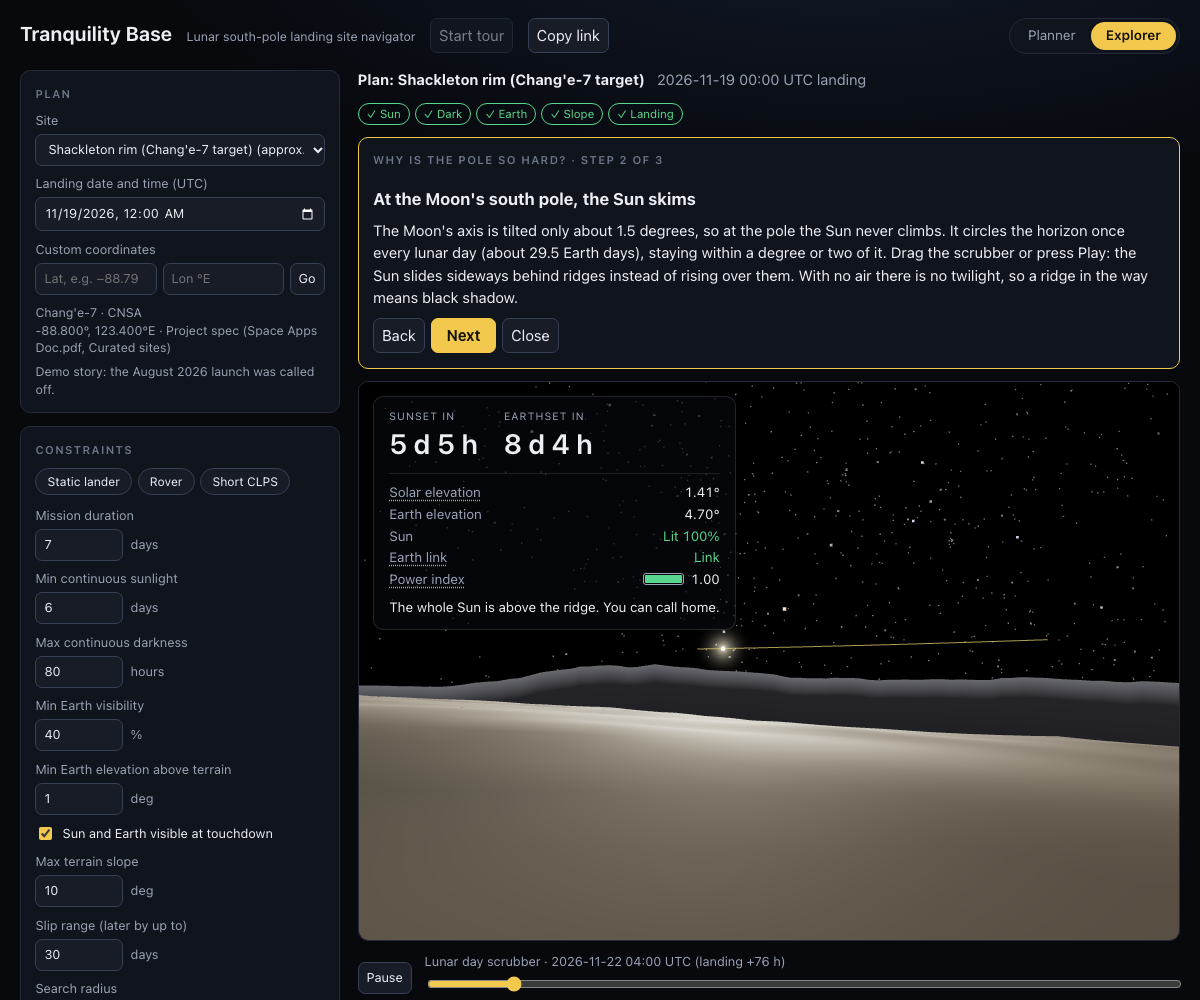 Tranquility Base Lunar south-pole landing site navigator Start tour Copy link Planner Explorer
PLAN
Site
Shackleton rim (Chang'e-7 target) (approx.
Landing date and time (UTC)
11/19/2026, 12:00 AM
Custom coordinates
Lat, e.g. −88.79 Lon °E Go
Chang'e-7 · CNSA
-88.800°, 123.400°E · Project spec (Space Apps
Doc.pdf, Curated sites)
Demo story: the August 2026 launch was called
off.
CONSTRAINTS
Static lander Rover Short CLPS
Mission duration
7 days
Min continuous sunlight
6 days
Max continuous darkness
80 hours
Min Earth visibility
40 %
Min Earth elevation above terrain
1 deg
Sun and Earth visible at touchdown
Max terrain slope
10 deg
Slip range (later by up to)
30 days
Search radius
Plan: Shackleton rim (Chang'e-7 target) 2026-11-19 00:00 UTC landing
✓ Sun ✓ Dark ✓ Earth ✓ Slope ✓ Landing
WHY IS THE POLE SO HARD? · STEP 2 OF 3
At the Moon's south pole, the Sun skims
The Moon's axis is tilted only about 1.5 degrees, so at the pole the Sun never climbs. It circles the horizon once
every lunar day (about 29.5 Earth days), staying within a degree or two of it. Drag the scrubber or press Play: the
Sun slides sideways behind ridges instead of rising over them. With no air there is no twilight, so a ridge in the way
means black shadow.
Back Next Close
SUNSET IN EARTHSET IN
5 d 5 h 8 d 4 h
Solar elevation 1.41°
Earth elevation 4.70°
Sun Lit 100%
Earth link Link
Power index 1.00
The whole Sun is above the ridge. You can call home.
Lunar day scrubber · 2026-11-22 04:00 UTC (landing +76 h)
Pause